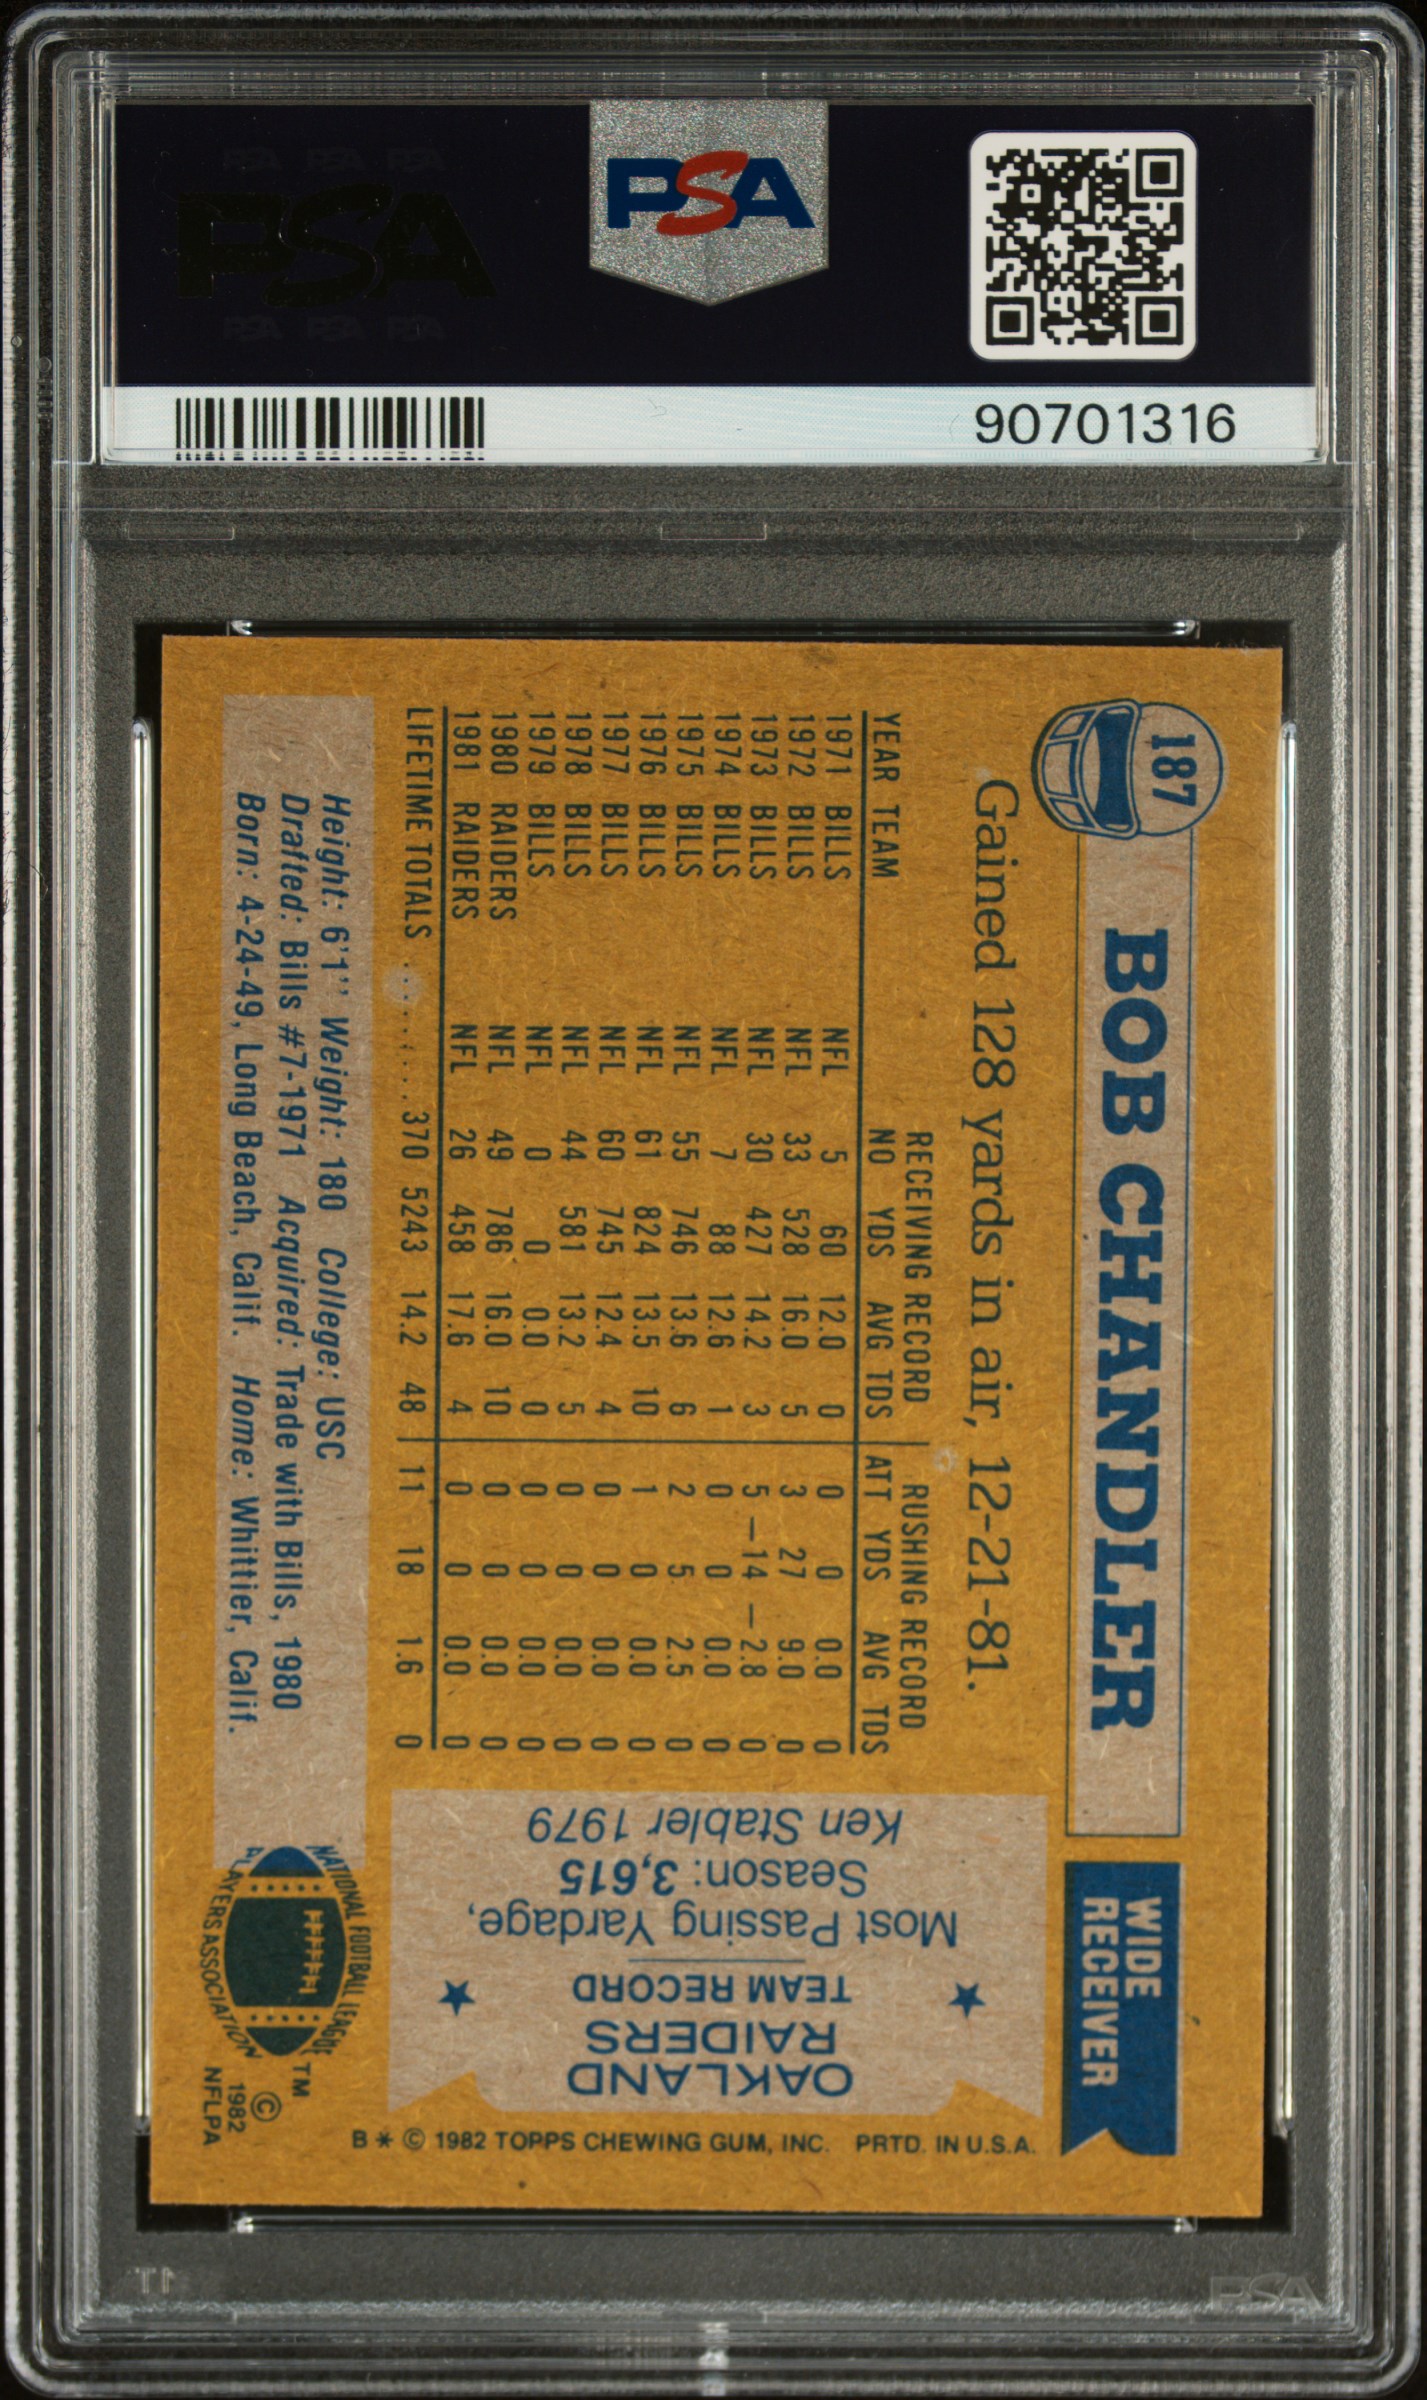 PSA
PSA PSA PSA
PSA
PSA PSA PSA
90701316
187
BOB CHANDLER
WIDE
RECEIVER
Gained 128 yards in air, 12-21-81.
RECEIVING RECORD RUSHING RECORD
YEAR TEAM NO YDS AVG TDS ATT YDS AVG TDS
1971 BILLS NFL 5 60 12.0 0 0 0 0.0 0
1972 BILLS NFL 33 528 16.0 5 3 27 9.0 0
1973 BILLS NFL 30 427 14.2 3 5 —14 —2.8 0
1974 BILLS NFL 7 88 12.6 1 0 0 0.0 0
1975 BILLS NFL 55 746 13.6 6 2 5 2.5 0
1976 BILLS NFL 61 824 13.5 10 1 0 0.0 0
1977 BILLS NFL 60 745 12.4 4 0 0 0.0 0
1978 BILLS NFL 44 581 13.2 5 0 0 0.0 0
1979 BILLS NFL 0 0 0.0 0 0 0 0.0 0
1980 RAIDERS NFL 49 786 16.0 10 0 0 0.0 0
1981 RAIDERS NFL 26 458 17.6 4 0 0 0.0 0
LIFETIME TOTALS ........ 370 5243 14.2 48 11 18 1.6 0
Height: 6'1'' Weight: 180 College: USC
Drafted: Bills #7-1971 Acquired: Trade with Bills, 1980
Born: 4-24-49, Long Beach, Calif. Home: Whittier, Calif.
OAKLAND
RAIDERS
TEAM RECORD
Most Passing Yardage,
Season: 3,615
Ken Stabler 1979
NATIONAL FOOTBALL LEAGUE
PLAYERS ASSOCIATION
TM
©
1982
NFLPA
B * © 1982 TOPPS CHEWING GUM, INC. PRTD. IN U.S.A.
PSA